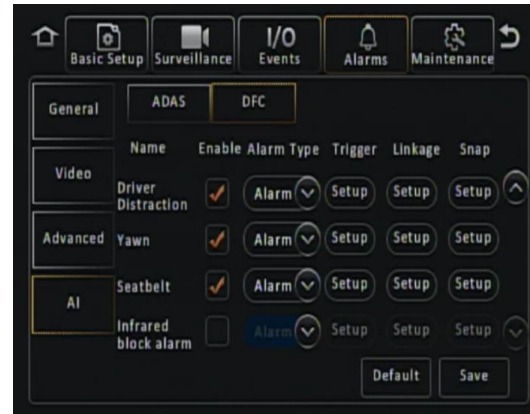 Basic Setup Surveillance I/O Events Alarms Maintenance
General ADAS DFC
Name Enable Alarm Type Trigger Linkage Snap
Video
Driver
Distraction Alarm Setup Setup Setup
Advanced Yawn Alarm Setup Setup Setup
AI Seatbelt Alarm Setup Setup Setup
Infrared
block alarm Alarm Setup Setup Setup
Default Save